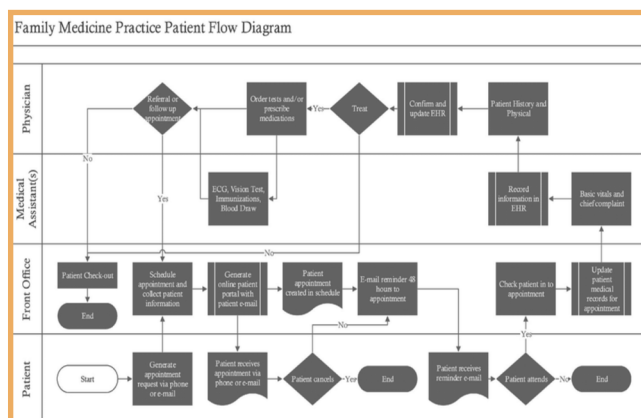 Family Medicine Practice Patient Flow Diagram
Physician
Referral or
follow up
appointment
Order tests and/or
prescribe
medications
Yes
Treat
Confirm and
update EHR
Patient History and
Physical
No
Yes
Medical
Assistant(s)
ECG, Vision Test,
Immunizations,
Blood Draw
Record
information in
EHR
Basic vitals and
chief complaint
No
Front Office
Patient Check-out
End
Schedule
appointment and
collect patient
information
Generate
online patient
portal with
patient e-mail
Patient
appointment
created in schedule
E-mail reminder 48
hours to
appointment
Check patient in to
appointment
Update
patient
medical
records for
appointment
No
Yes
Patient
Start
Generate
appointment
request via phone
or e-mail
Patient receives
appointment via
phone or e-mail
Patient cancels
Yes
End
Patient receives
reminder e-mail
Patient attends
No
End